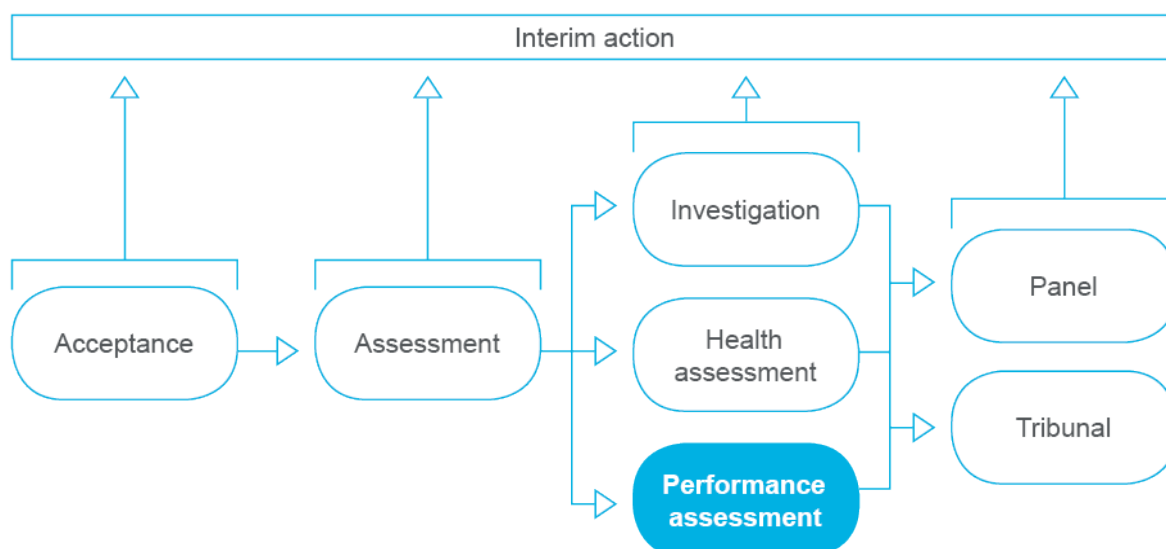 Interim action
Acceptance
Assessment
Investigation
Health
assessment
Performance
assessment
Panel
Tribunal